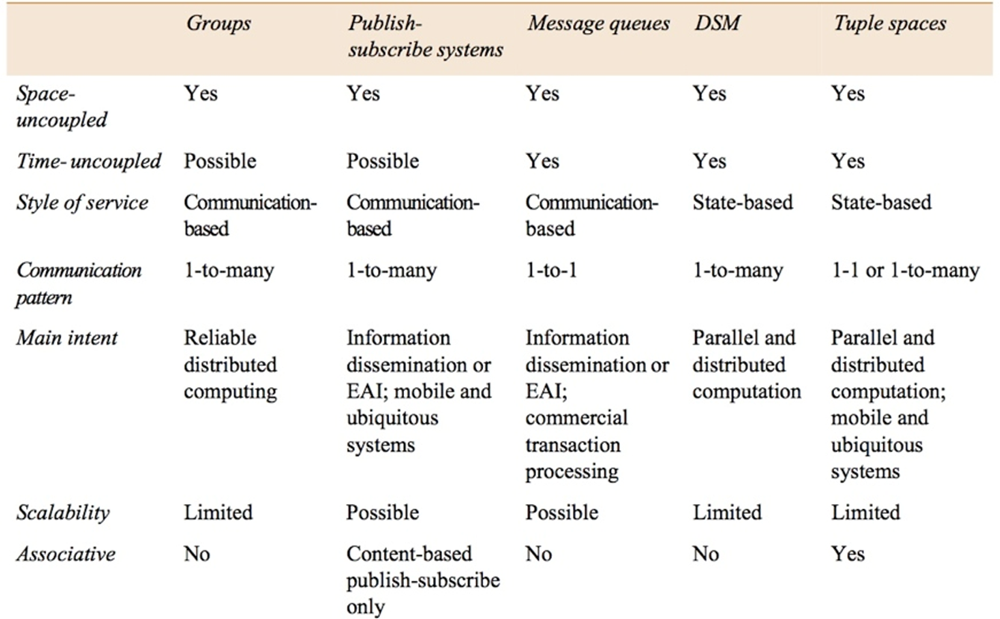 Groups Publish- Message queues DSM Tuple spaces
subscribe systems
Space- Yes Yes Yes Yes Yes
uncoupled
Time- uncoupled Possible Possible Yes Yes Yes
Style of service Communication- Communication- Communication- State-based State-based
based based based
Communication 1-to-many 1-to-many 1-to-1 1-to-many 1-1 or 1-to-many
pattern
Main intent Reliable Information Information Parallel and Parallel and
distributed dissemination or dissemination or distributed distributed
computing EAI; mobile and EAI; computation computation;
ubiquitous commercial mobile and
systems transaction ubiquitous
processing systems
Scalability Limited Possible Possible Limited Limited
Associative No Content-based No No Yes
publish-subscribe
only